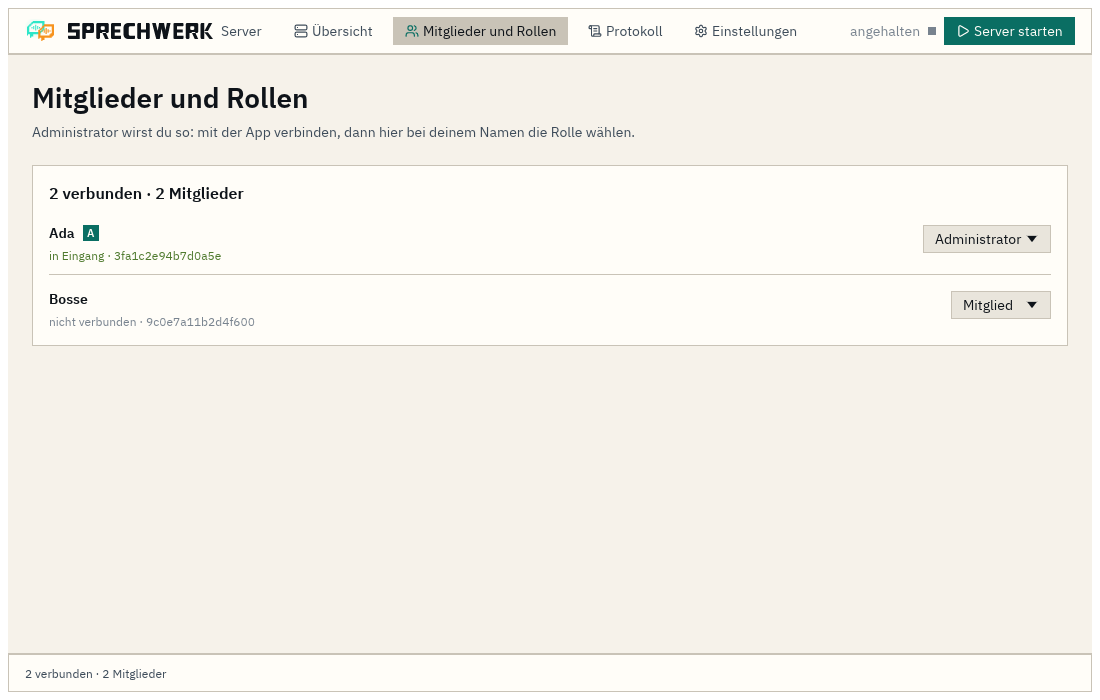 SPRECHWERK Server Übersicht Mitglieder und Rollen Protokoll Einstellungen angehalten Server starten
Mitglieder und Rollen
Administrator wirst du so: mit der App verbinden, dann hier bei deinem Namen die Rolle wählen.
2 verbunden · 2 Mitglieder
Ada A
Administrator
in Eingang · 3fa1c2e94b7d0a5e
Bosse
Mitglied
nicht verbunden · 9c0e7a11b2d4f600
2 verbunden · 2 Mitglieder